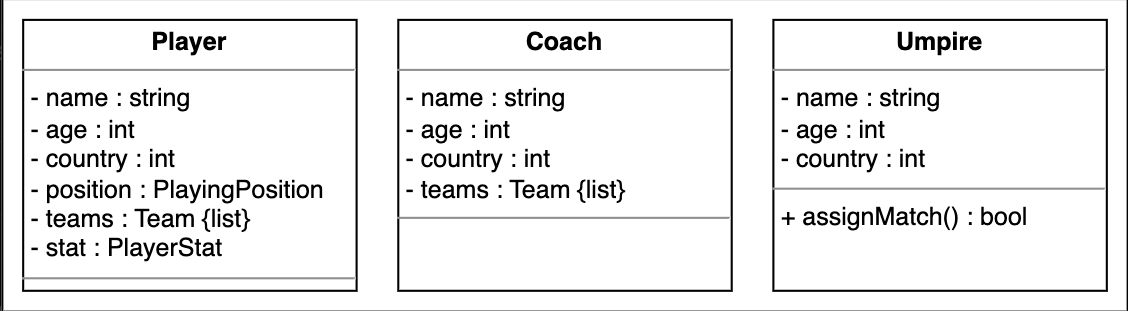 Player
- name : string
- age : int
- country : int
- position : PlayingPosition
- teams : Team {list}
- stat : PlayerStat
Coach
- name : string
- age : int
- country : int
- teams : Team {list}
Umpire
- name : string
- age : int
- country : int
+ assignMatch() : bool